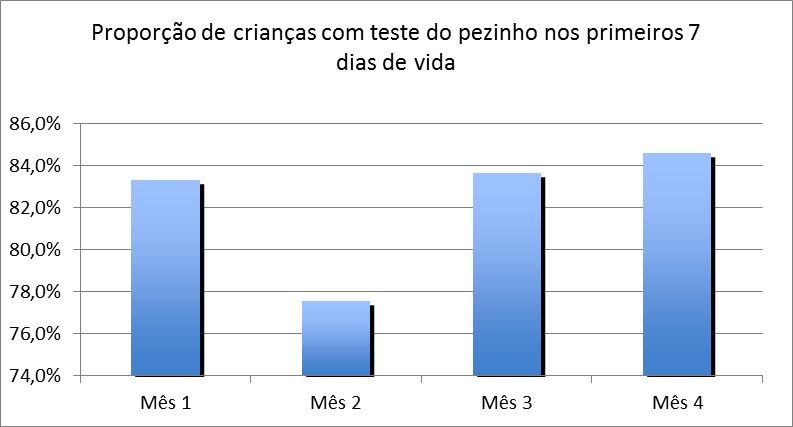 Proporção de crianças com teste do pezinho nos primeiros 7
dias de vida
86,0%
84,0%
82,0%
80,0%
78,0%
76,0%
74,0%
Mês 1 Mês 2 Mês 3 Mês 4